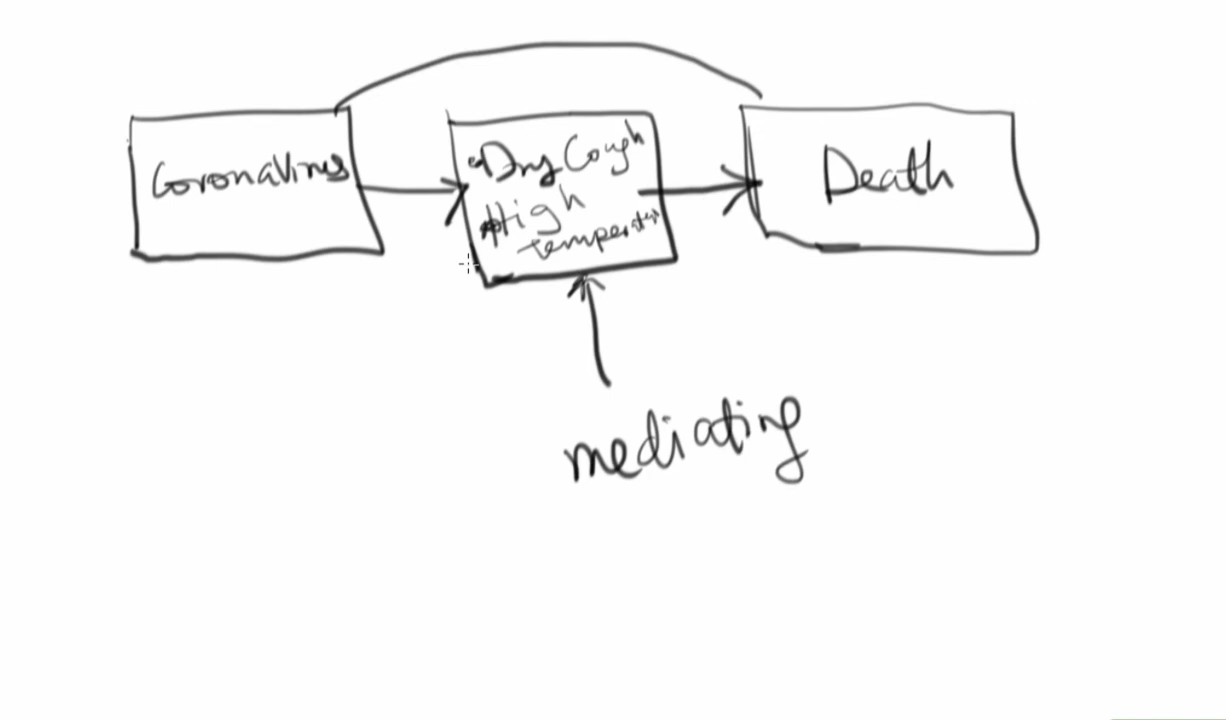 Coronavirus
Dry Cough
High
temperature
Death
mediating